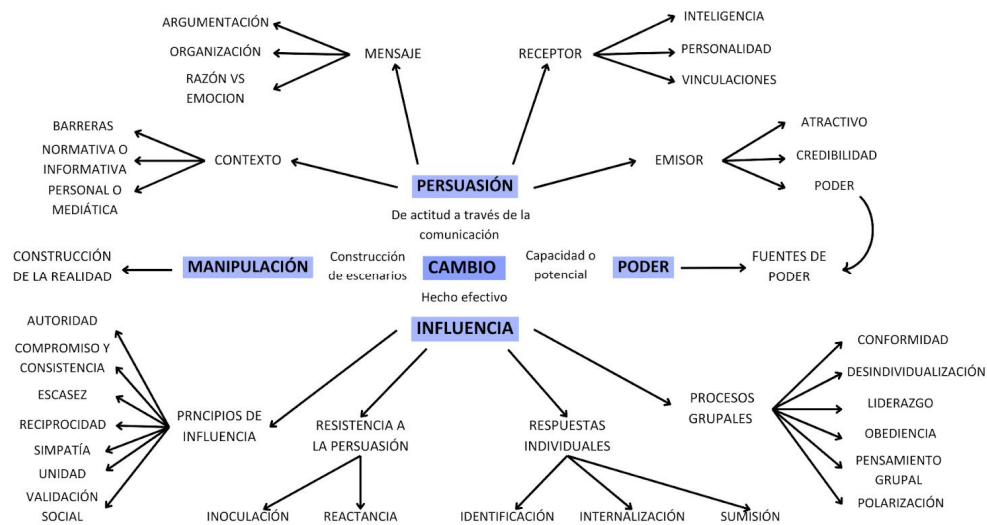 ARGUMENTACIÓN
ORGANIZACIÓN
RAZÓN VS
EMOCION
MENSAJE
RECEPTOR
INTELIGENCIA
PERSONALIDAD
VINCULACIONES
BARRERAS
NORMATIVA O
INFORMATIVA
PERSONAL O
MEDIÁTICA
CONTEXTO
EMISOR
ATRACTIVO
CREDIBILIDAD
PODER
PERSUASIÓN
De actitud a través de la
comunicación
CONSTRUCCIÓN
DE LA REALIDAD
MANIPULACIÓN
Construcción
de escenarios
CAMBIO
Capacidad o
potencial
PODER
FUENTES DE
PODER
Hecho efectivo
INFLUENCIA
AUTORIDAD
COMPROMISO Y
CONSISTENCIA
ESCASEZ
RECIPROCIDAD
SIMPATÍA
UNIDAD
VALIDACIÓN
SOCIAL
PRNCIPIOS DE
INFLUENCIA
RESISTENCIA A
LA PERSUASIÓN
INOCULACIÓN
REACTANCIA
RESPUESTAS
INDIVIDUALES
IDENTIFICACIÓN
INTERNALIZACIÓN
SUMISIÓN
PROCESOS
GRUPALES
CONFORMIDAD
DESINDIVIDUALIZACIÓN
LIDERAZGO
OBEDIENCIA
PENSAMIENTO
GRUPAL
POLARIZACIÓN